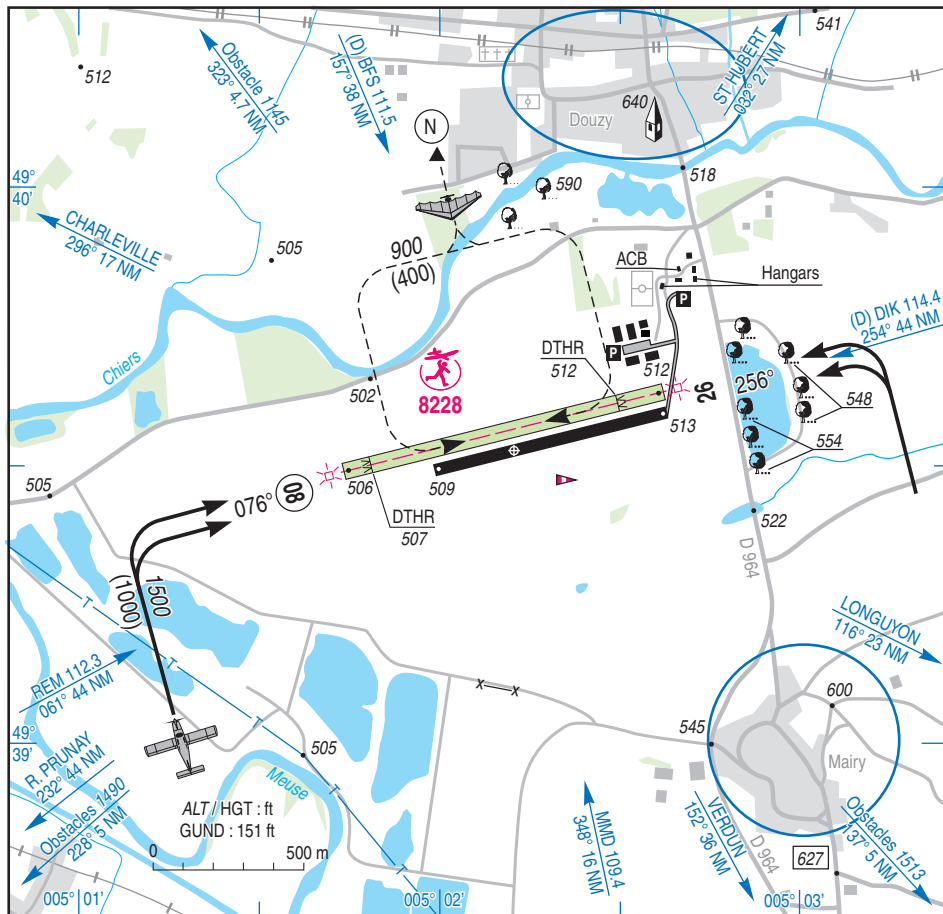 541
512
Obstacle 1145
323° 4.7 NM
(D) BFS 111.5
157° 38 NM
ST HUBERT
032° 27 NM
640
Douzy
N
518
49°
40'
590
CHARLEVILLE
296° 17 NM
505
900
(400)
ACB
Hangars
P
(D) DIK 114.4
254° 44 NM
Chiers
DTHR
512
P
512
502
8228
26
256°
548
513
554
505
506
509
076°
08
DTHR
507
522
D 964
1500
(1000)
LONGUYON
116° 23 NM
REM 112.3
061° 44 NM
T
T
T
X
X
600
49°
39'
545
505
Mairy
R. PRUNAY
232° 44 NM
Meuse
Obstacles 1490
228° 5 NM
ALT / HGT : ft
GUND : 151 ft
MMD 109.4
348° 16 NM
VERDUN
152° 36 NM
D 964
Obstacles 1513
137° 5 NM
627
0
500 m
005° 01'
005° 02'
005° 03'